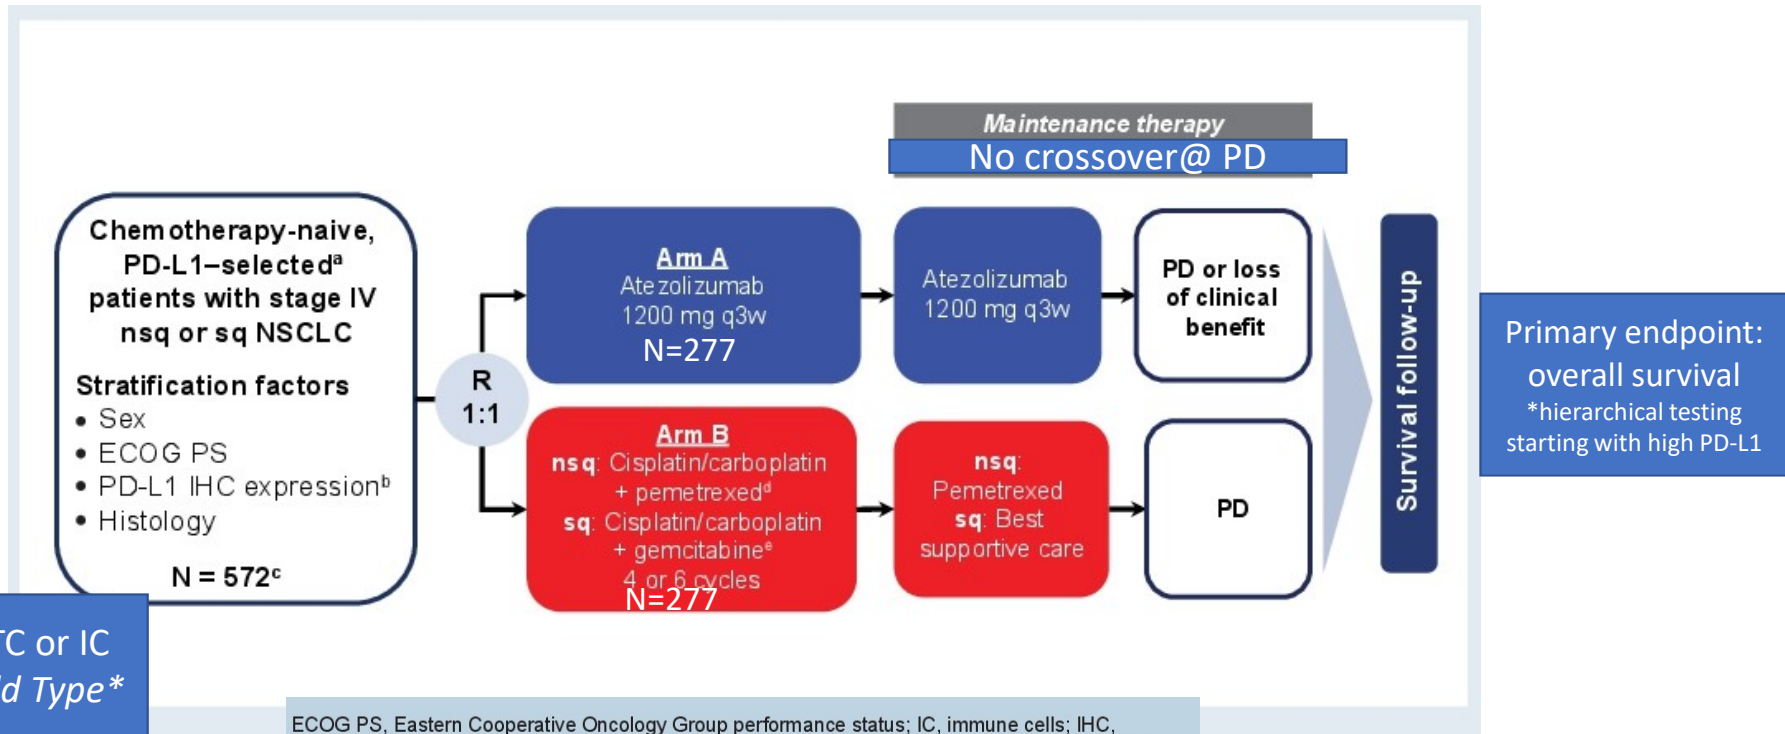 Maintenance therapy
No crossover@ PD
Chemotherapy-naive,
PD-L1–selectedᵃ
patients with stage IV
nsq or sq NSCLC
Stratification factors
• Sex
• ECOG PS
• PD-L1 IHC expressionᵇ
• Histology
N = 572ᶜ
R
1:1
Arm A
Atezolizumab
1200 mg q3w
N=277
Atezolizumab
1200 mg q3w
PD or loss
of clinical
benefit
Arm B
nsq: Cisplatin/carboplatin
+ pemetrexedᵈ
sq: Cisplatin/carboplatin
+ gemcitabineᵉ
4 or 6 cycles
N=277
nsq:
Pemetrexed
sq: Best
supportive care
PD
Survival follow-up
Primary endpoint:
overall survival
*hierarchical testing
starting with high PD-L1
or IC
Type*
ECOG PS, Eastern Cooperative Oncology Group performance status; IC, immune cells; IHC,